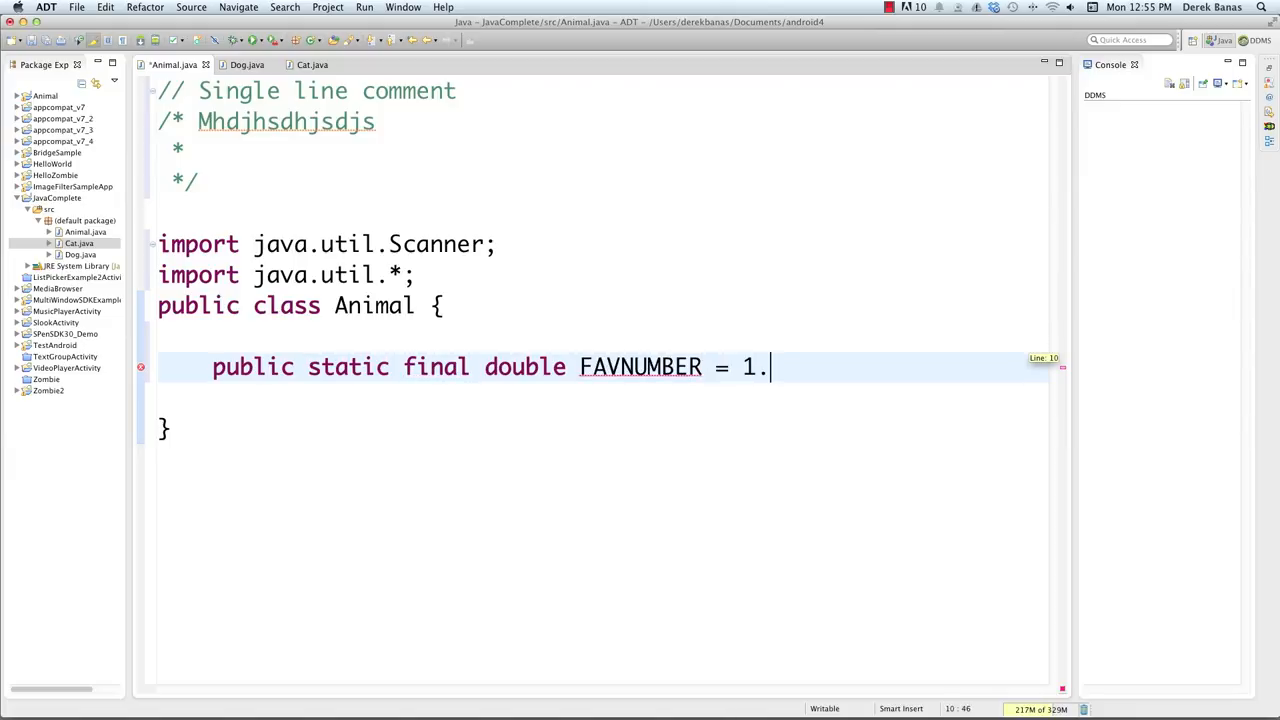 ADT File Edit Refactor Source Navigate Search Project Run Window Help 10 Mon 12:55 PM Derek Banas
Java - JavaComplete/src/Animal.java - ADT - /Users/derekbanas/Documents/android4
Quick Access Java DDMS
Package Exp
*Animal.java Dog.java Cat.java
Console
DDMS
Animal
appcompat_v7
appcompat_v7_2
appcompat_v7_3
appcompat_v7_4
BridgeSample
HelloWorld
HelloZombie
ImageFilterSampleApp
JavaComplete
src
(default package)
Animal.java
Cat.java
Dog.java
JRE System Library [Ja
ListPickerExample2Activi
MediaBrowser
MultiWindowSDKExample
MusicPlayerActivity
SlookActivity
SPenSDK30_Demo
TestAndroid
TextGroupActivity
VideoPlayerActivity
Zombie
Zombie2
// Single line comment
/* Mhdjhsdhjsdjs
*
*/
import java.util.Scanner;
import java.util.*;
public class Animal {
public static final double FAVNUMBER = 1.
}
Line: 10
Writable Smart Insert 10 : 46 217M of 329M